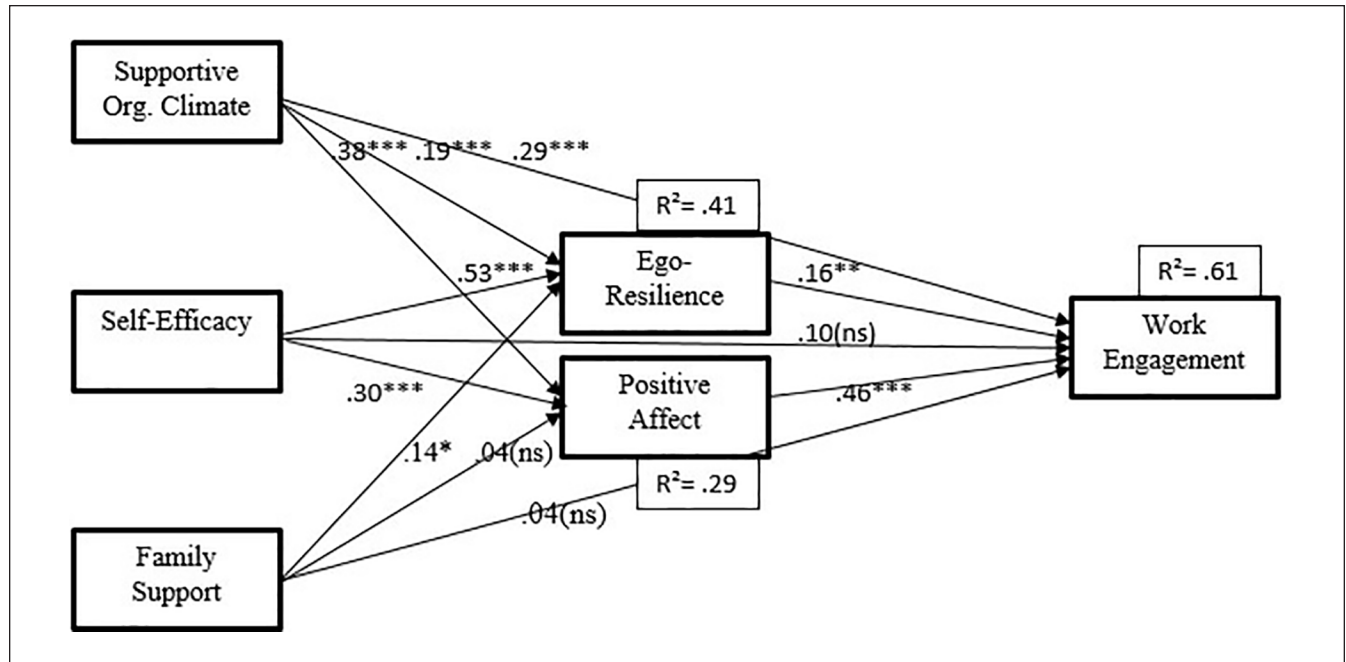 Supportive
Org. Climate
.38*** .19*** .29***
R²= .41
Ego-
Resilience
.53***
.16**
R²= .61
Work
Engagement
Self-Efficacy
.10(ns)
Positive
Affect
.30***
.46***
.14* .04(ns)
R²= .29
.04(ns)
Family
Support